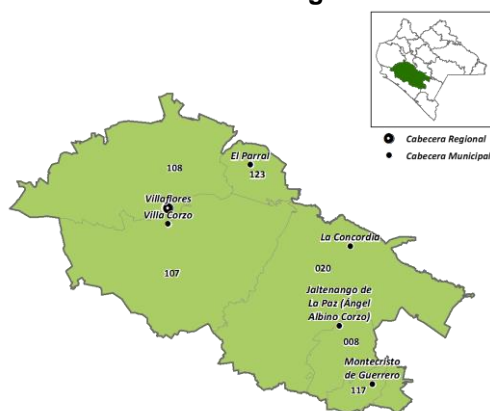 Cabecera Regional
Cabecera Municipal
El Parral
108
123
Villaflores
Villa Corzo
La Concordia
020
107
Jaltenango de
La Paz (Ángel
Albino Corzo)
008
Montecristo
de Guerrero
117